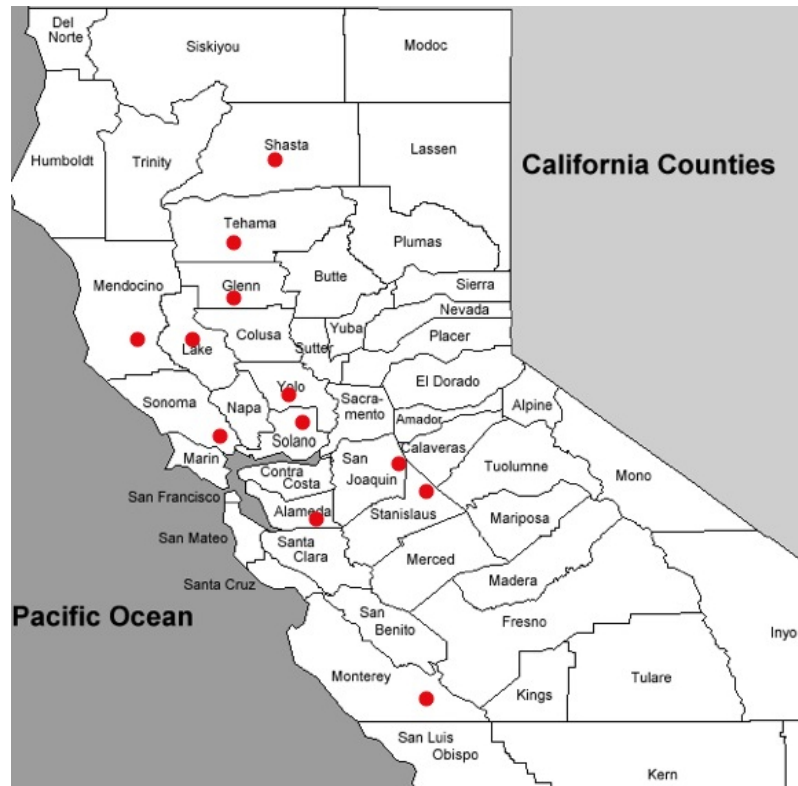 Del
Norte
Siskiyou
Modoc
Humboldt
Trinity
Shasta
Lassen
California Counties
Tehama
Plumas
Mendocino
Glenn
Butte
Sierra
Nevada
Lake
Colusa
Sutter
Yuba
Placer
Sonoma
Napa
Yolo
Sacra-
mento
El Dorado
Amador
Alpine
Marin
Solano
San
Joaquin
Calaveras
Tuolumne
Mono
Contra
Costa
San Francisco
Alameda
Stanislaus
Mariposa
San Mateo
Santa
Clara
Merced
Santa Cruz
Madera
Pacific Ocean
San
Benito
Fresno
Inyo
Monterey
Kings
Tulare
San Luis
Obispo
Kern